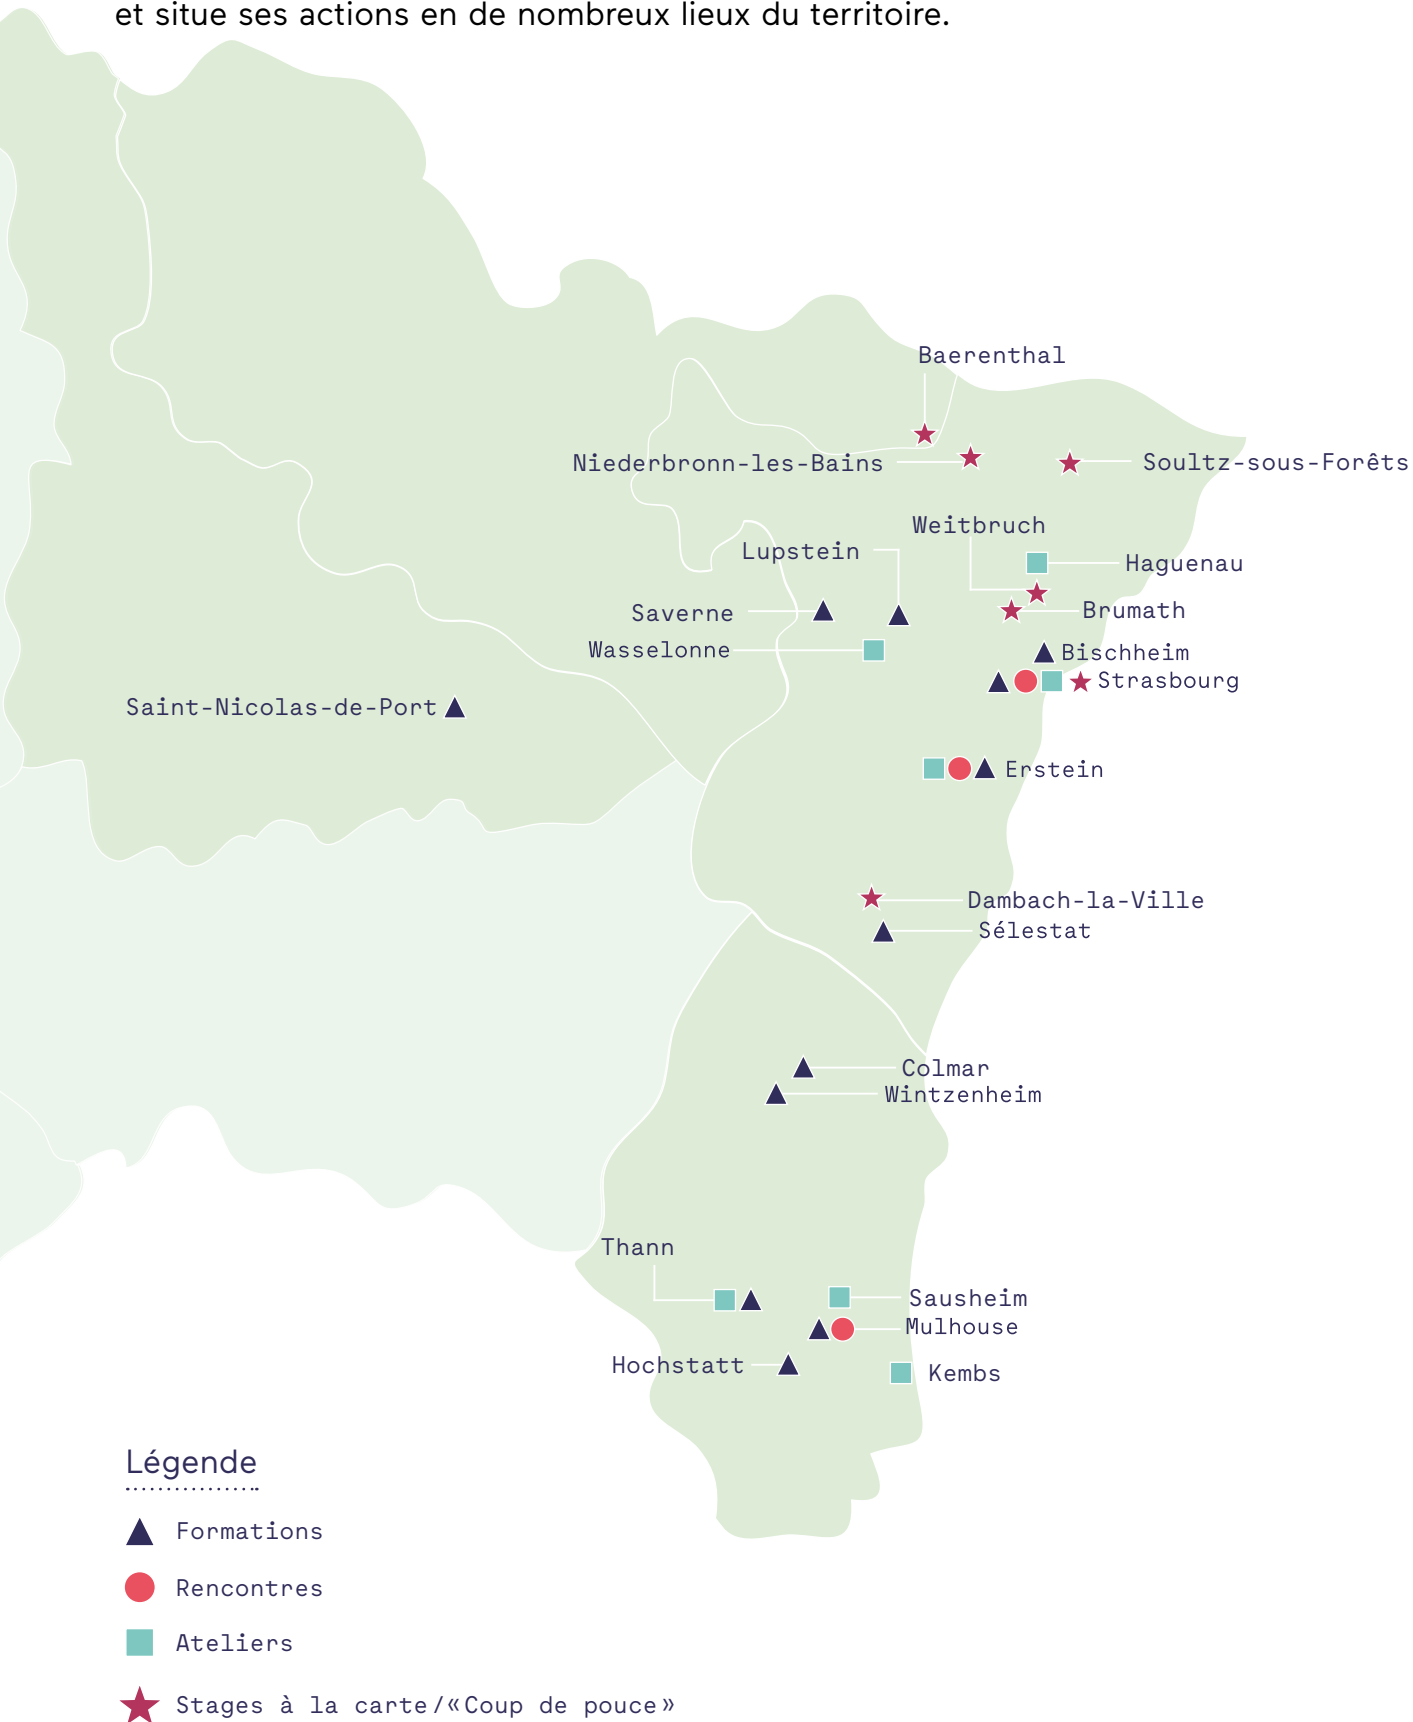 et situe ses actions en de nombreux lieux du territoire.
Baerenthal
Niederbronn-les-Bains
Soultz-sous-Forêts
Weitbruch
Lupstein
Haguenau
Saverne
Brumath
Wasselonne
Bischheim
Strasbourg
Saint-Nicolas-de-Port
Erstein
Dambach-la-Ville
Sélestat
Colmar
Wintzenheim
Thann
Sausheim
Mulhouse
Hochstatt
Kembs
Légende
Formations
Rencontres
Ateliers
Stages à la carte/«Coup de pouce»